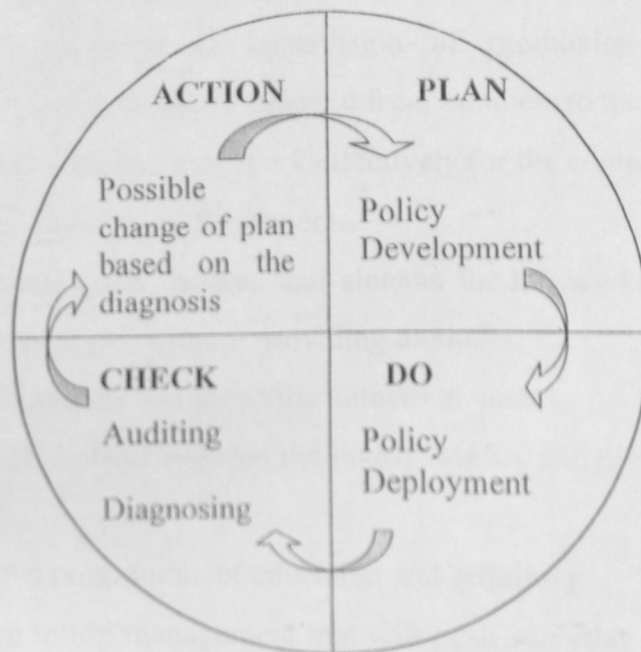 ACTION
Possible
change of plan
based on the
diagnosis
PLAN
Policy
Development
CHECK
Auditing
Diagnosing
DO
Policy
Deployment